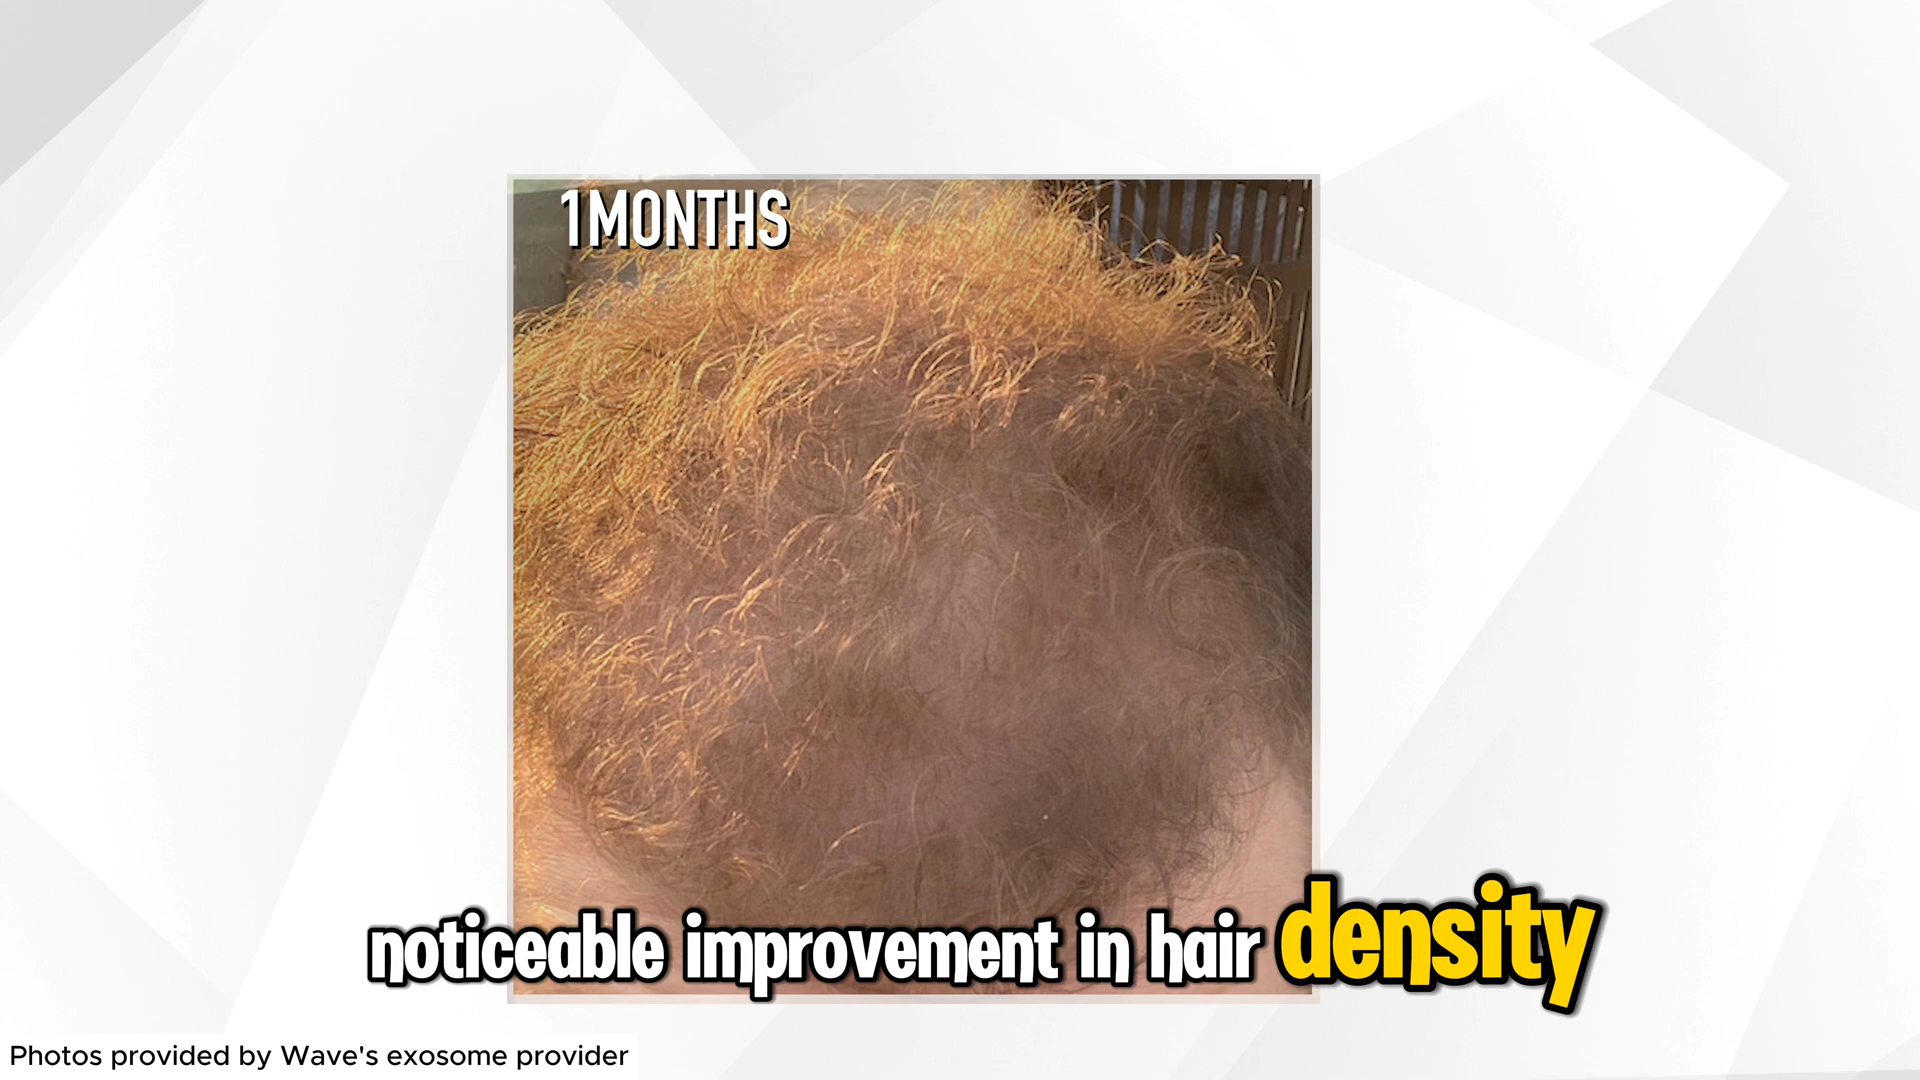 1MONTHS
noticeable improvement in hair density
Photos provided by Wave's exosome provider